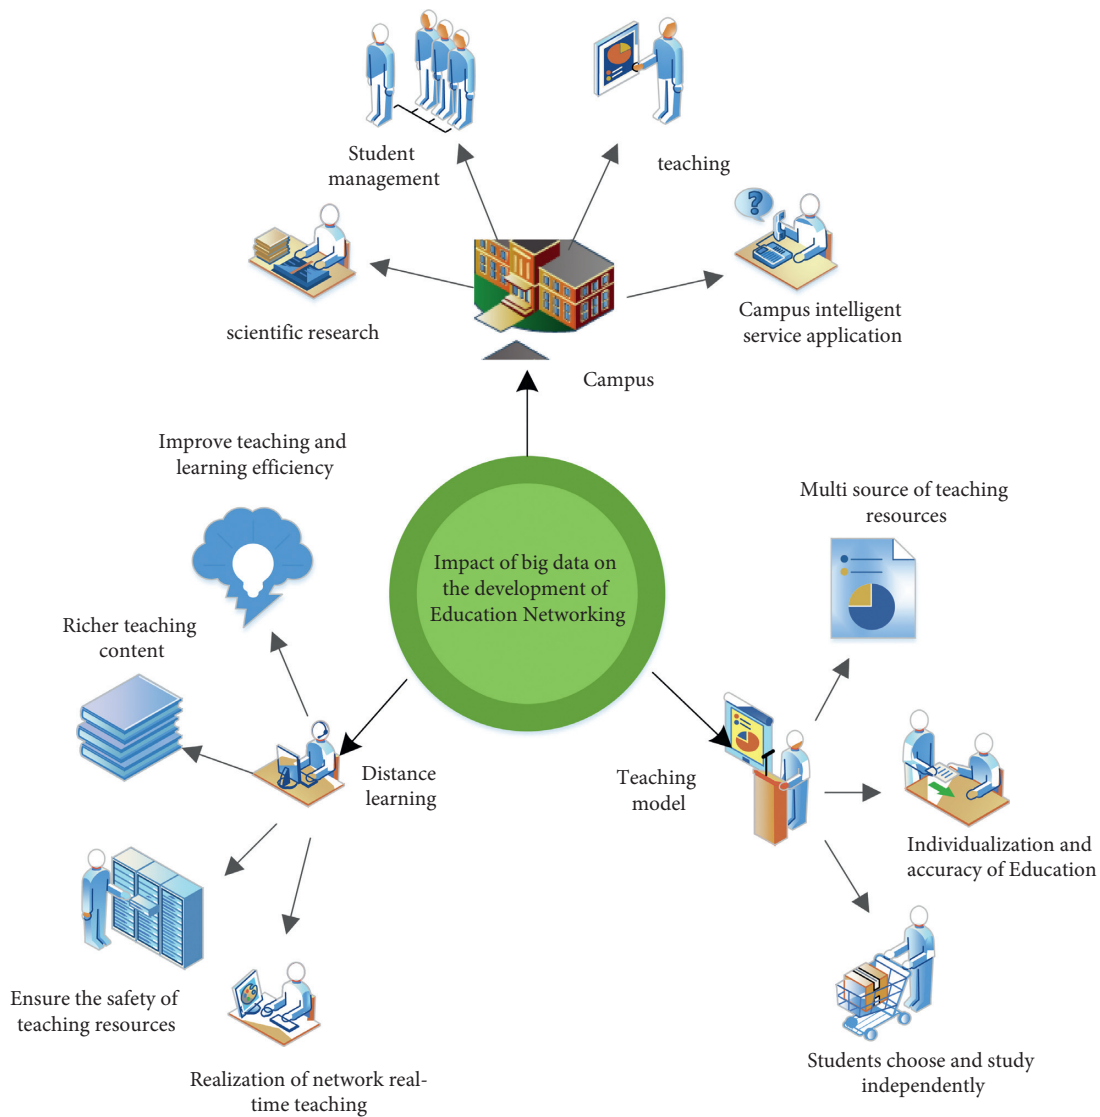 Student
management
teaching
scientific research
Campus intelligent
service application
Campus
Improve teaching and
learning efficiency
Multi source of teaching
resources
Impact of big data on
the development of
Education Networking
Richer teaching
content
Distance
learning
Teaching
model
Individualization and
accuracy of Education
Ensure the safety of
teaching resources
Realization of network real-
time teaching
Students choose and study
independently